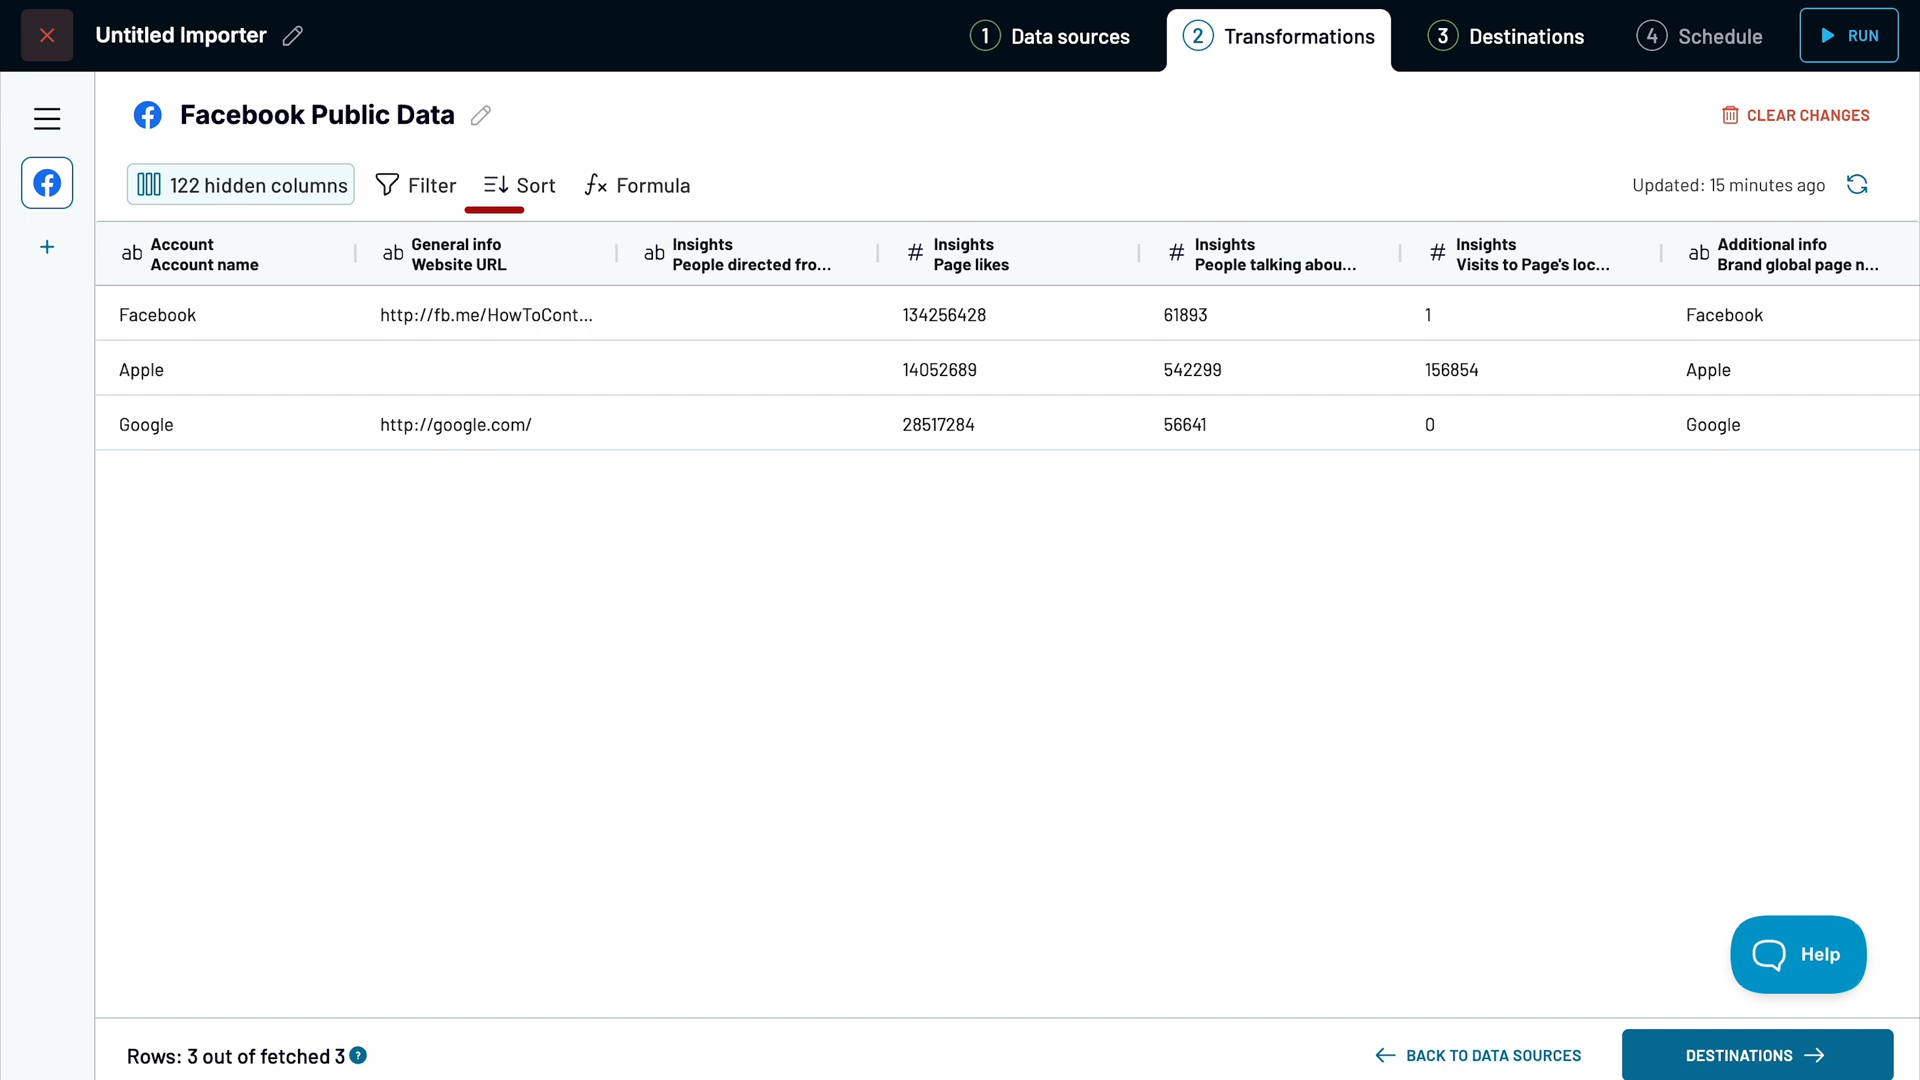 Untitled Importer
1 Data sources
2 Transformations
3 Destinations
4 Schedule
RUN
Facebook Public Data
CLEAR CHANGES
122 hidden columns
Filter
Sort
fx Formula
Updated: 15 minutes ago
ab Account
Account name
ab General info
Website URL
ab Insights
People directed fro...
# Insights
Page likes
# Insights
People talking abou...
# Insights
Visits to Page's loc...
ab Additional info
Brand global page n...
Facebook http://fb.me/HowToCont... 134256428 61893 1 Facebook
Apple 14052689 542299 156854 Apple
Google http://google.com/ 28517284 56641 0 Google
Help
Rows: 3 out of fetched 3 ?
BACK TO DATA SOURCES
DESTINATIONS